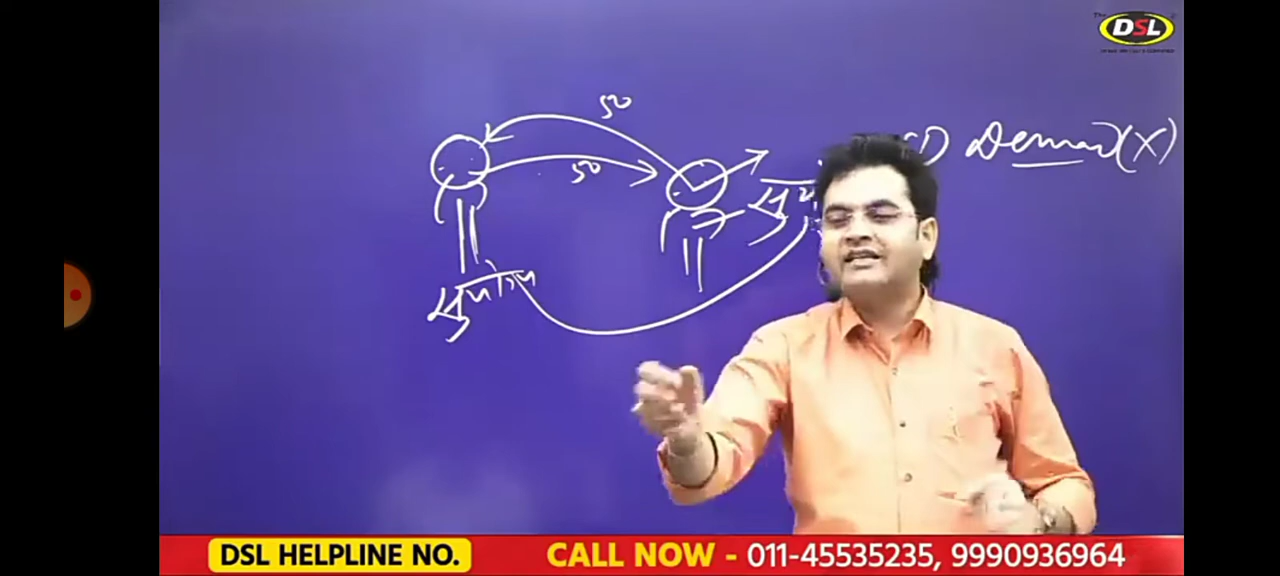 DSL
50
50
Demand (X)
सुयोग्य
DSL HELPLINE NO. CALL NOW - 011-45535235, 9990936964